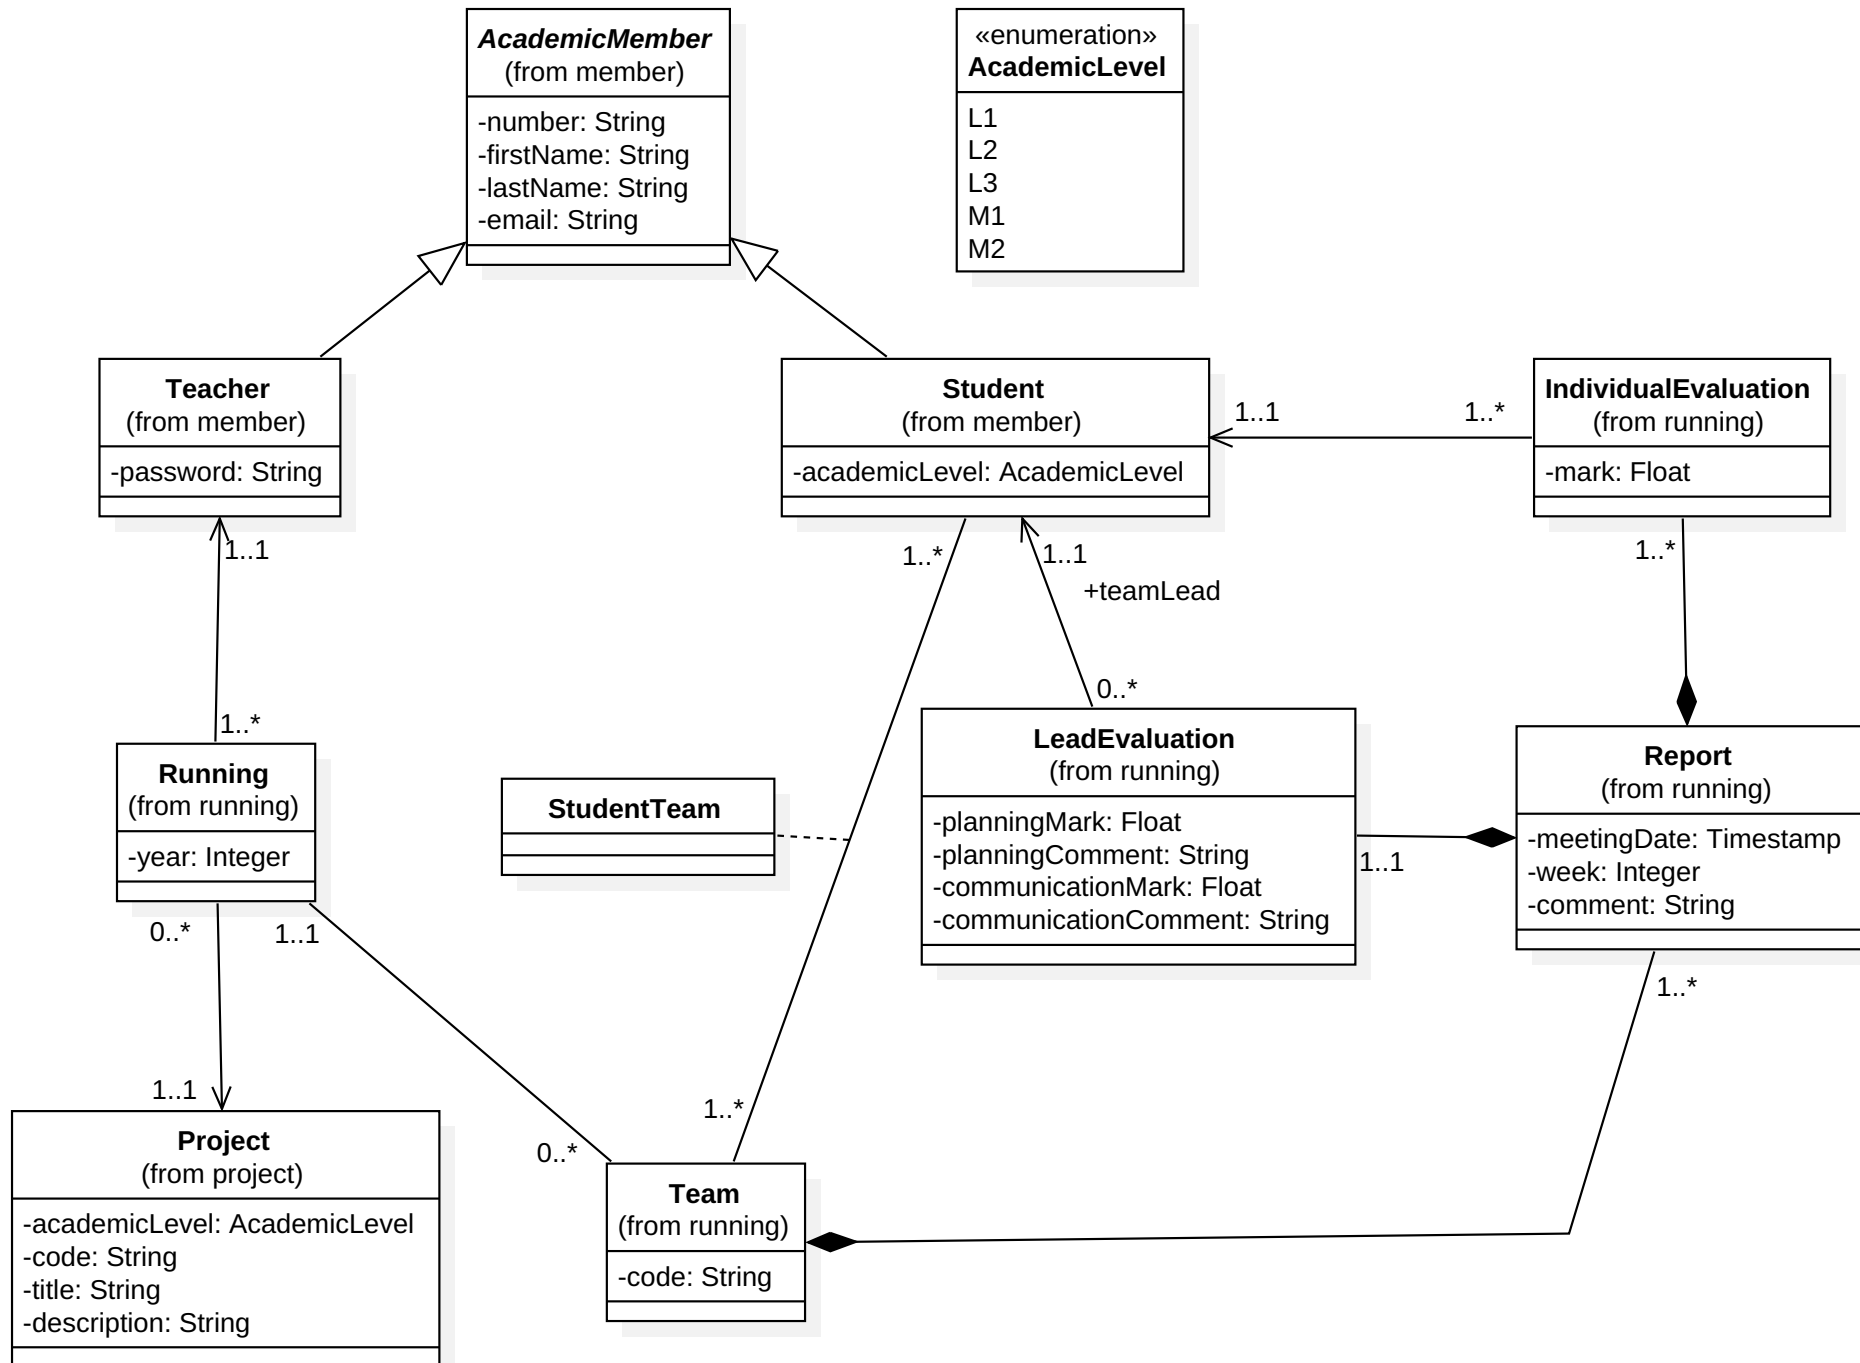 AcademicMember
(from member)
-number: String
-firstName: String
-lastName: String
-email: String
«enumeration»
AcademicLevel
L1
L2
L3
M1
M2
Teacher
(from member)
-password: String
Student
(from member)
-academicLevel: AcademicLevel
1..1
1..*
IndividualEvaluation
(from running)
-mark: Float
1..1
1..*
1..1
+teamLead
1..*
1..*
0..*
Running
(from running)
-year: Integer
StudentTeam
LeadEvaluation
(from running)
-planningMark: Float
-planningComment: String
-communicationMark: Float
-communicationComment: String
1..1
Report
(from running)
-meetingDate: Timestamp
-week: Integer
-comment: String
0..*
1..1
1..*
1..1
1..*
0..*
Project
(from project)
-academicLevel: AcademicLevel
-code: String
-title: String
-description: String
Team
(from running)
-code: String